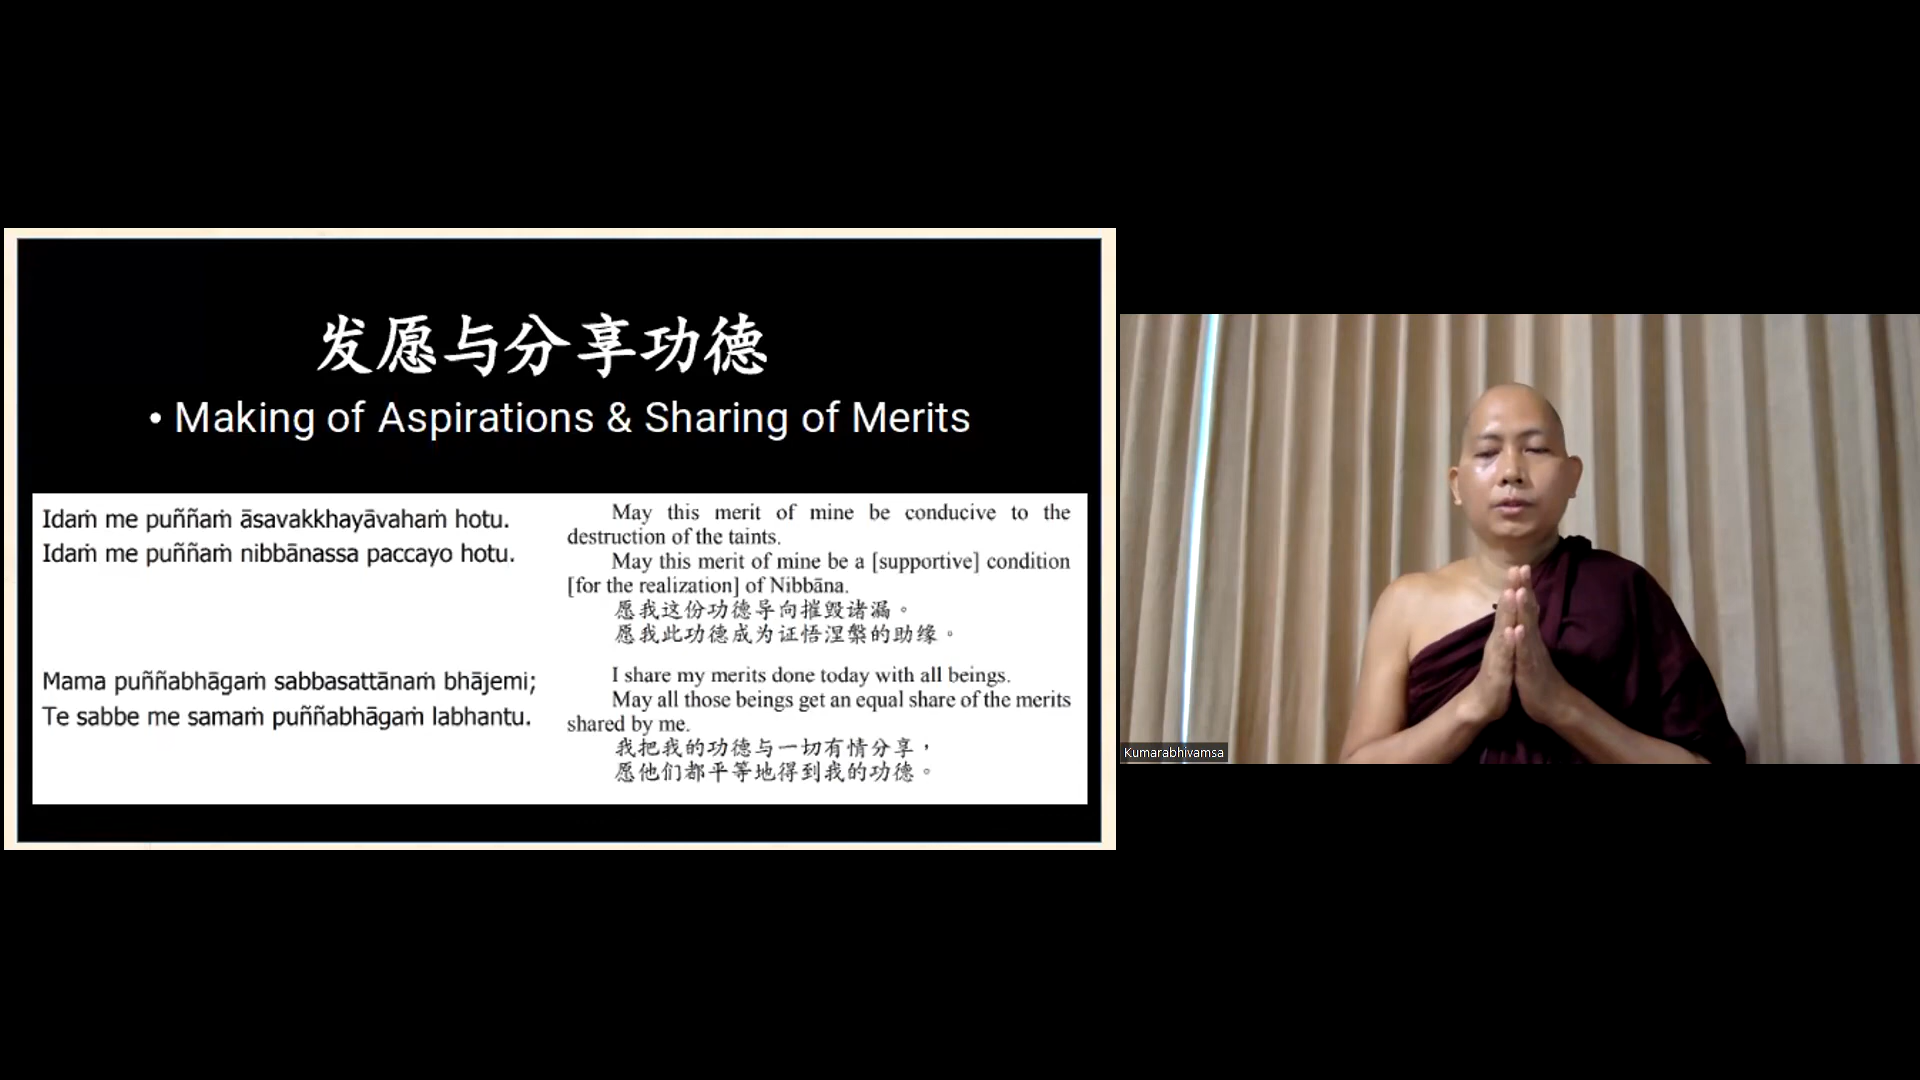 发愿与分享功德
• Making of Aspirations & Sharing of Merits
Idaṁ me puññaṁ āsavakkhayāvahaṁ hotu.
Idaṁ me puññaṁ nibbānassa paccayo hotu.
May this merit of mine be conducive to the
destruction of the taints.
May this merit of mine be a [supportive] condition
[for the realization] of Nibbāna.
愿我这份功德导向摧毁诸漏。
愿我此功德成为证悟涅槃的助缘。
Mama puññabhāgaṁ sabbasattānaṁ bhājemi;
Te sabbe me samaṁ puññabhāgaṁ labhantu.
I share my merits done today with all beings.
May all those beings get an equal share of the merits
shared by me.
我把我的功德与一切有情分享，
愿他们都平等地得到我的功德。
Kumarabhivamsa